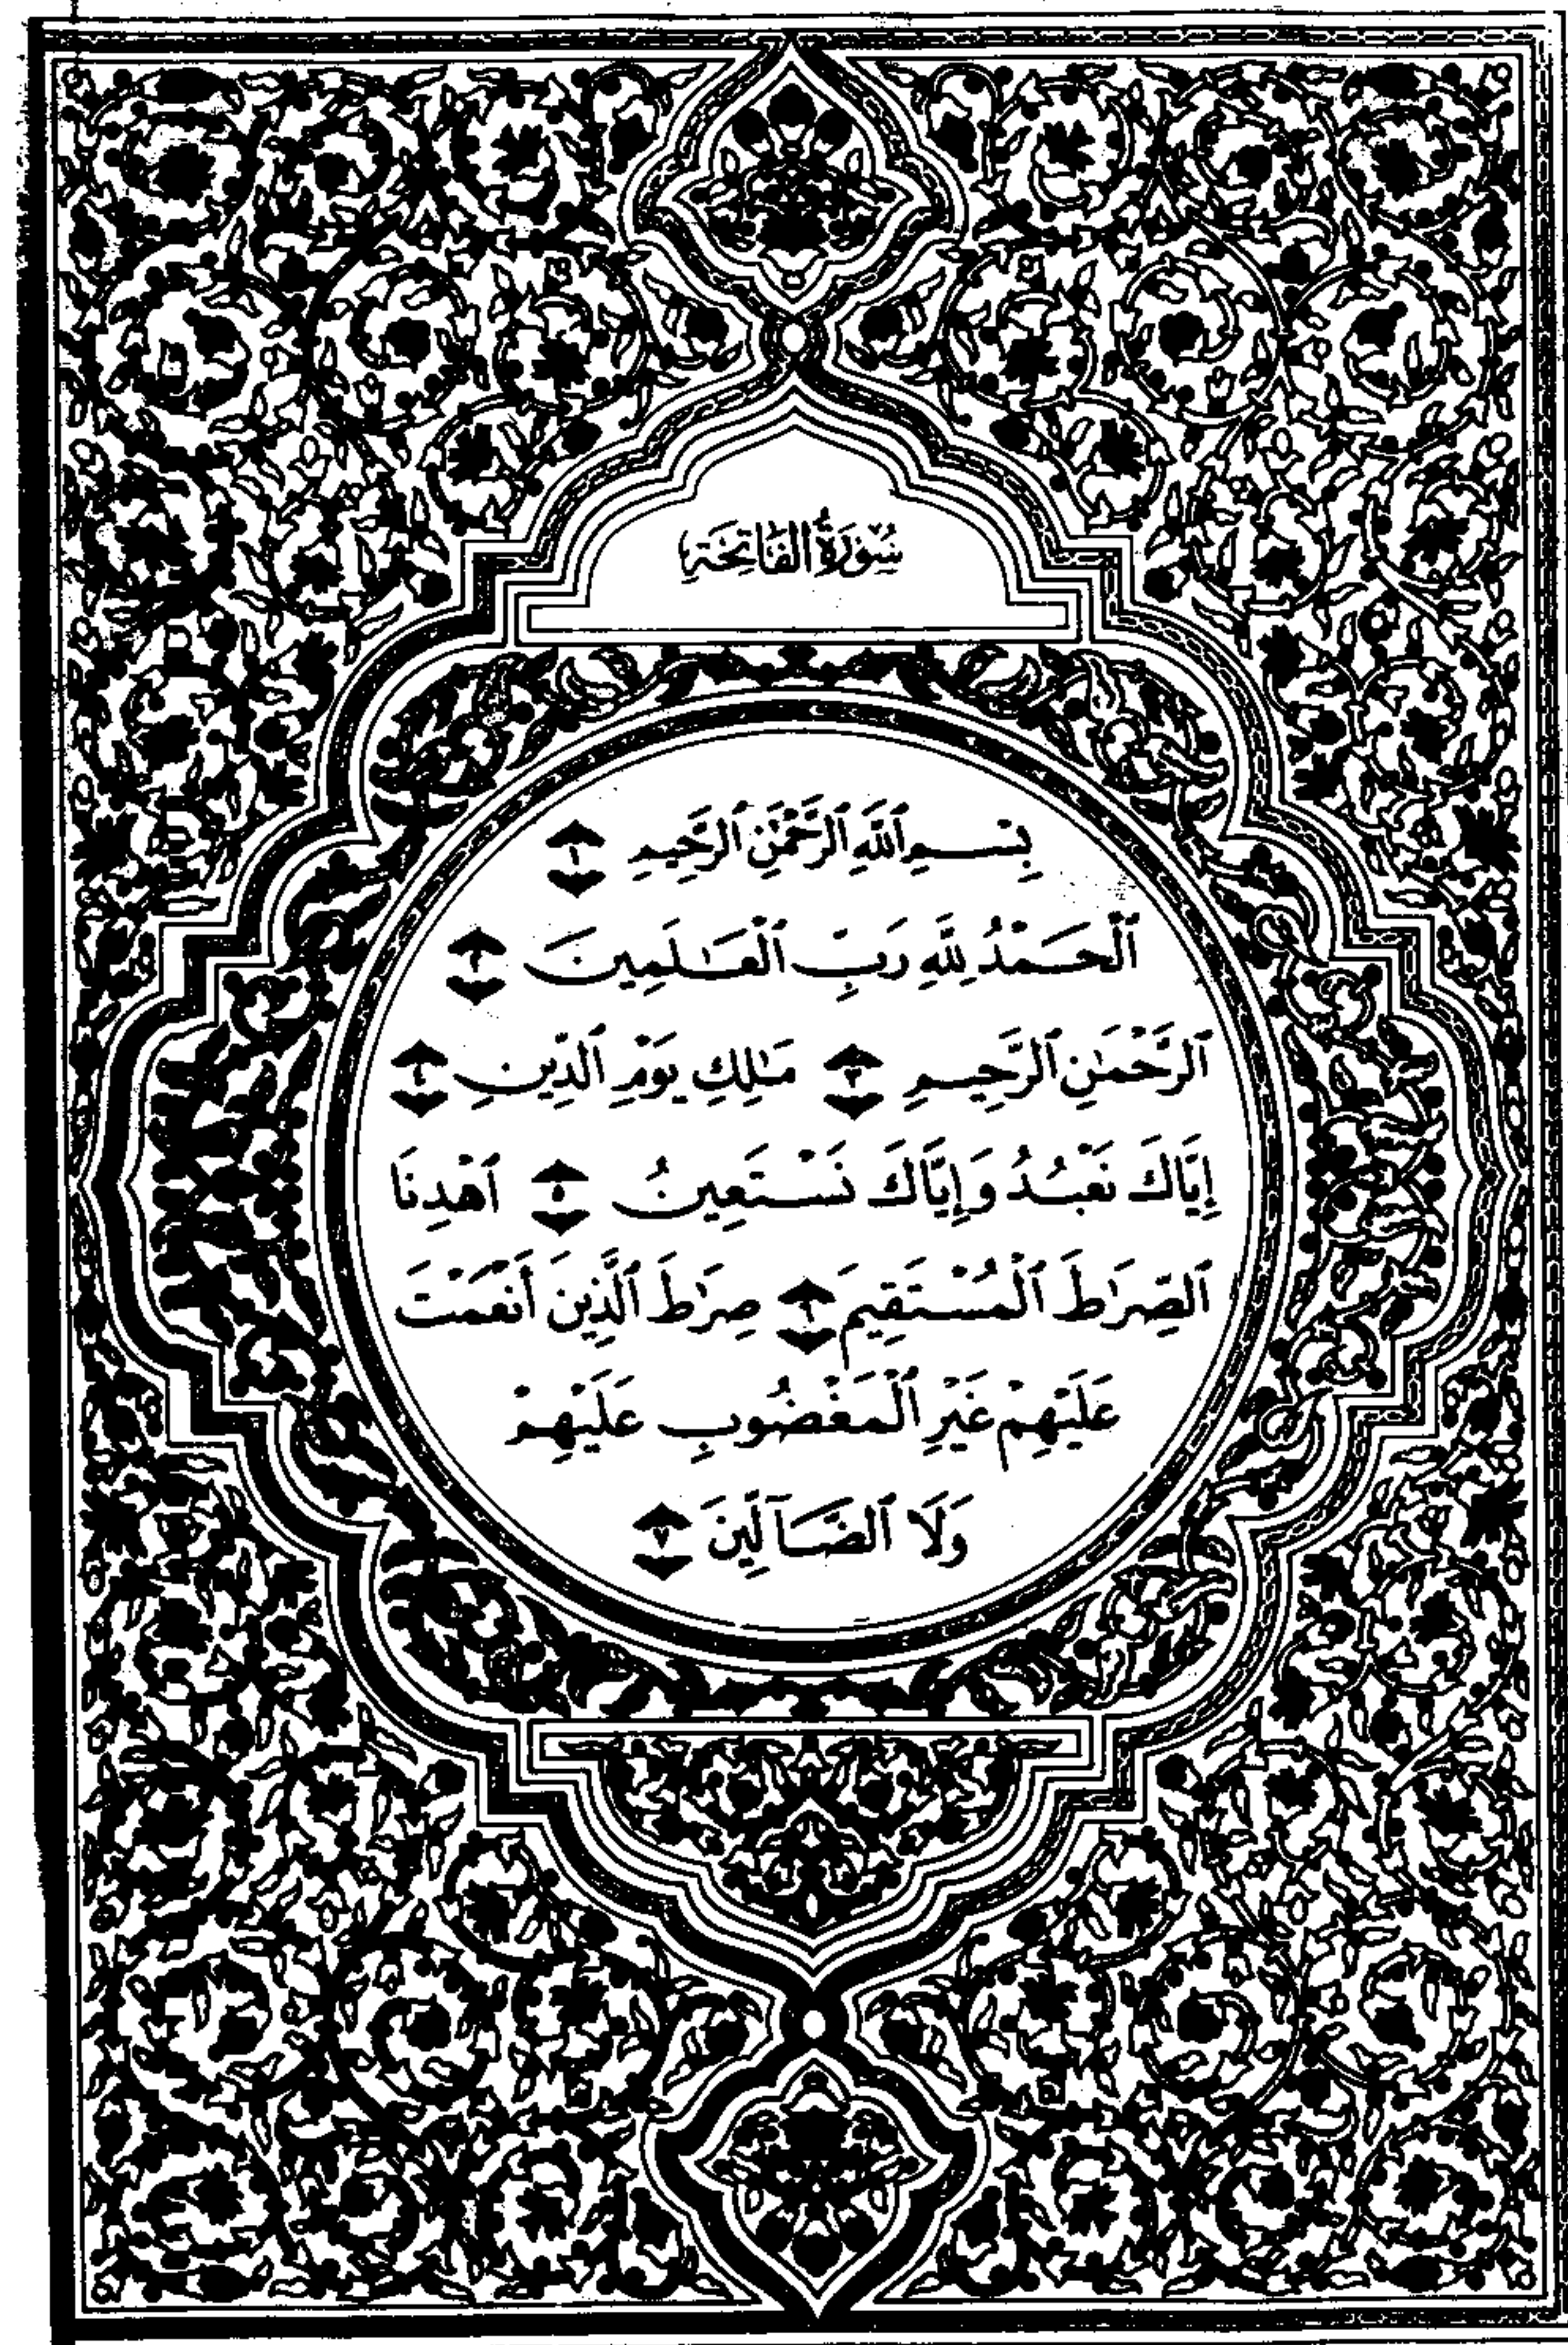 سُورَةُ الفَاتِحَةِ
بِسْمِ ٱللَّهِ ٱلرَّحْمَٰنِ ٱلرَّحِيمِ ١
ٱلْحَمْدُ لِلَّهِ رَبِّ ٱلْعَٰلَمِينَ ٢
ٱلرَّحْمَٰنِ ٱلرَّحِيمِ ٣ مَٰلِكِ يَوْمِ ٱلدِّينِ ٤
إِيَّاكَ نَعْبُدُ وَإِيَّاكَ نَسْتَعِينُ ٥ ٱهْدِنَا
ٱلصِّرَٰطَ ٱلْمُسْتَقِيمَ ٦ صِرَٰطَ ٱلَّذِينَ أَنْعَمْتَ
عَلَيْهِمْ غَيْرِ ٱلْمَغْضُوبِ عَلَيْهِمْ
وَلَا ٱلضَّآلِّينَ ٧